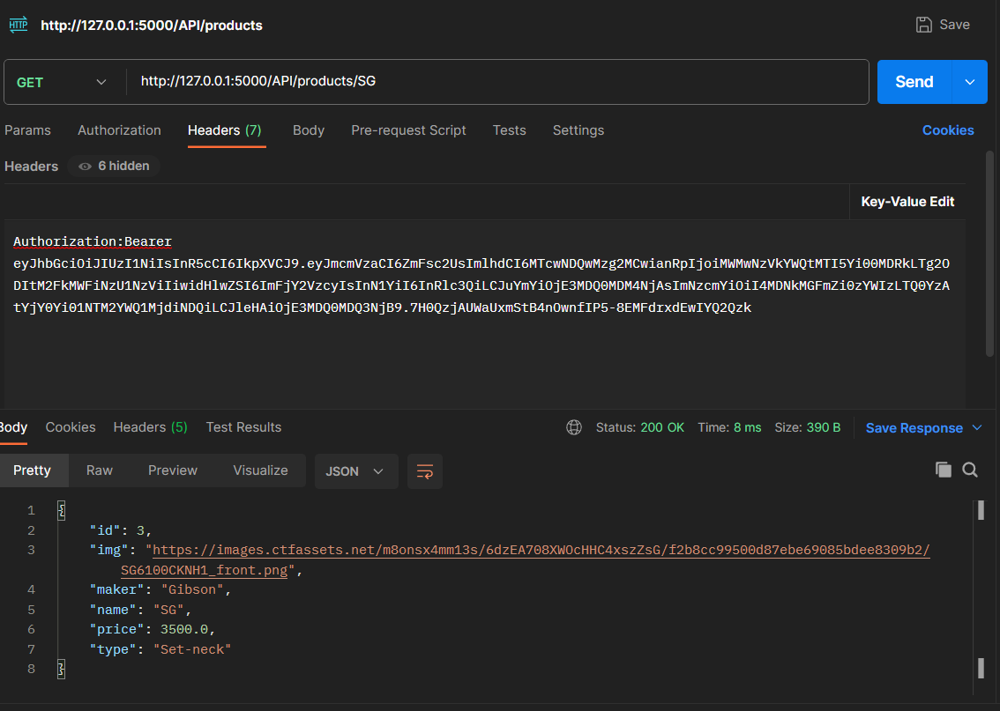 HTTP http://127.0.0.1:5000/API/products Save
GET http://127.0.0.1:5000/API/products/SG Send
Params Authorization Headers (7) Body Pre-request Script Tests Settings Cookies
Headers 6 hidden
Key-Value Edit
Authorization:Bearer
eyJhbGciOiJIUzI1NiIsInR5cCI6IkpXVCJ9.eyJmcmVzaCI6ZmFsc2UsImlhdCI6MTcwNDQwMzg2MCwianRpIjoiMWMwNzVkYWQtMTI5Yi00MDRkLTg2O
DItM2FkMWFiNzU1NzViIiwidHlwZSI6ImFjY2VzcyIsInN1YiI6InRlc3QiLCJuYmYiOjE3MDQ0MDM4NjAsImNzcmYiOiI4MDNkMGFmZi0zYWIzLTQ0YzA
tYjY0Yi01NTM2YWQ1MjdiNDQiLCJleHAiOjE3MDQ0MDQ3NjB9.7H0QzjAUWaUxmStB4nOwnfIP5-8EMFdrxdEwIYQ2Qzk
Body Cookies Headers (5) Test Results Status: 200 OK Time: 8 ms Size: 390 B Save Response
Pretty Raw Preview Visualize JSON
1 {
2 "id": 3,
3 "img": "https://images.ctfassets.net/m8onsx4mm13s/6dzEA708XWOcHHC4xszZsG/f2b8cc99500d87ebe69085bdee8309b2/
SG6100CKNH1_front.png",
4 "maker": "Gibson",
5 "name": "SG",
6 "price": 3500.0,
7 "type": "Set-neck"
8 }